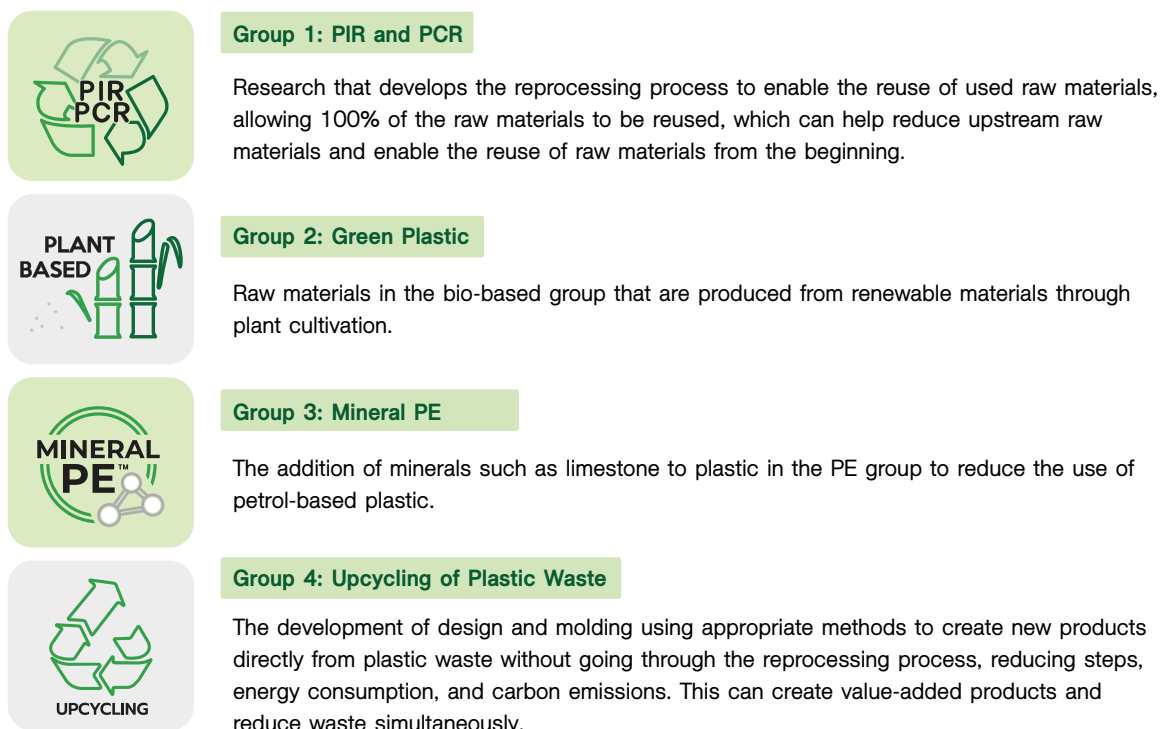 PIR
PCR
Group 1: PIR and PCR
Research that develops the reprocessing process to enable the reuse of used raw materials,
allowing 100% of the raw materials to be reused, which can help reduce upstream raw
materials and enable the reuse of raw materials from the beginning.
PLANT
BASED
Group 2: Green Plastic
Raw materials in the bio-based group that are produced from renewable materials through
plant cultivation.
MINERAL
PE™
Group 3: Mineral PE
The addition of minerals such as limestone to plastic in the PE group to reduce the use of
petrol-based plastic.
UPCYCLING
Group 4: Upcycling of Plastic Waste
The development of design and molding using appropriate methods to create new products
directly from plastic waste without going through the reprocessing process, reducing steps,
energy consumption, and carbon emissions. This can create value-added products and
reduce waste simultaneously.